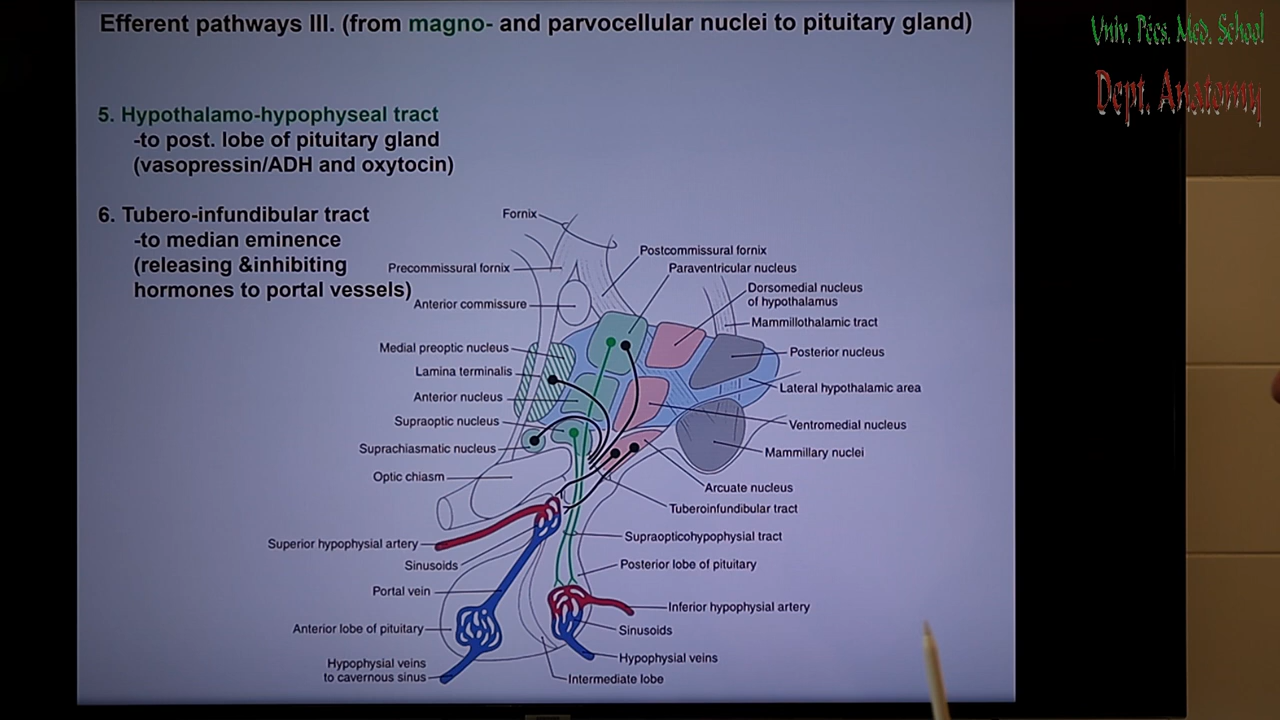 Efferent pathways III. (from magno- and parvocellular nuclei to pituitary gland)
Univ. Pécs. Med. School
Dept. Anatomy
5. Hypothalamo-hypophyseal tract
-to post. lobe of pituitary gland
(vasopressin/ADH and oxytocin)
6. Tubero-infundibular tract
-to median eminence
(releasing &inhibiting
hormones to portal vessels)
Fornix
Postcommissural fornix
Precommissural fornix
Paraventricular nucleus
Dorsomedial nucleus
of hypothalamus
Anterior commissure
Mammillothalamic tract
Medial preoptic nucleus
Posterior nucleus
Lamina terminalis
Lateral hypothalamic area
Anterior nucleus
Supraoptic nucleus
Ventromedial nucleus
Suprachiasmatic nucleus
Mammillary nuclei
Optic chiasm
Arcuate nucleus
Tuberoinfundibular tract
Supraopticohypophysial tract
Superior hypophysial artery
Sinusoids
Posterior lobe of pituitary
Portal vein
Inferior hypophysial artery
Anterior lobe of pituitary
Sinusoids
Hypophysial veins
Hypophysial veins
to cavernous sinus
Intermediate lobe